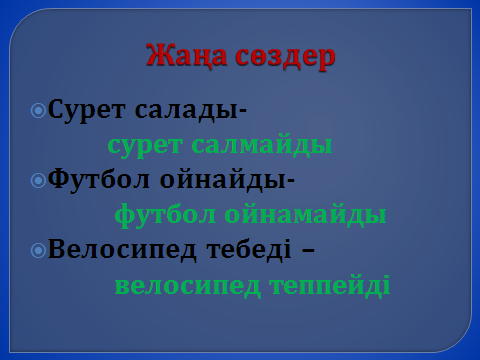 Жаңа сөздер
Сурет салады-
сурет салмайды
Футбол ойнайды-
футбол ойнамайды
Велосипед тебеді –
велосипед теппейді